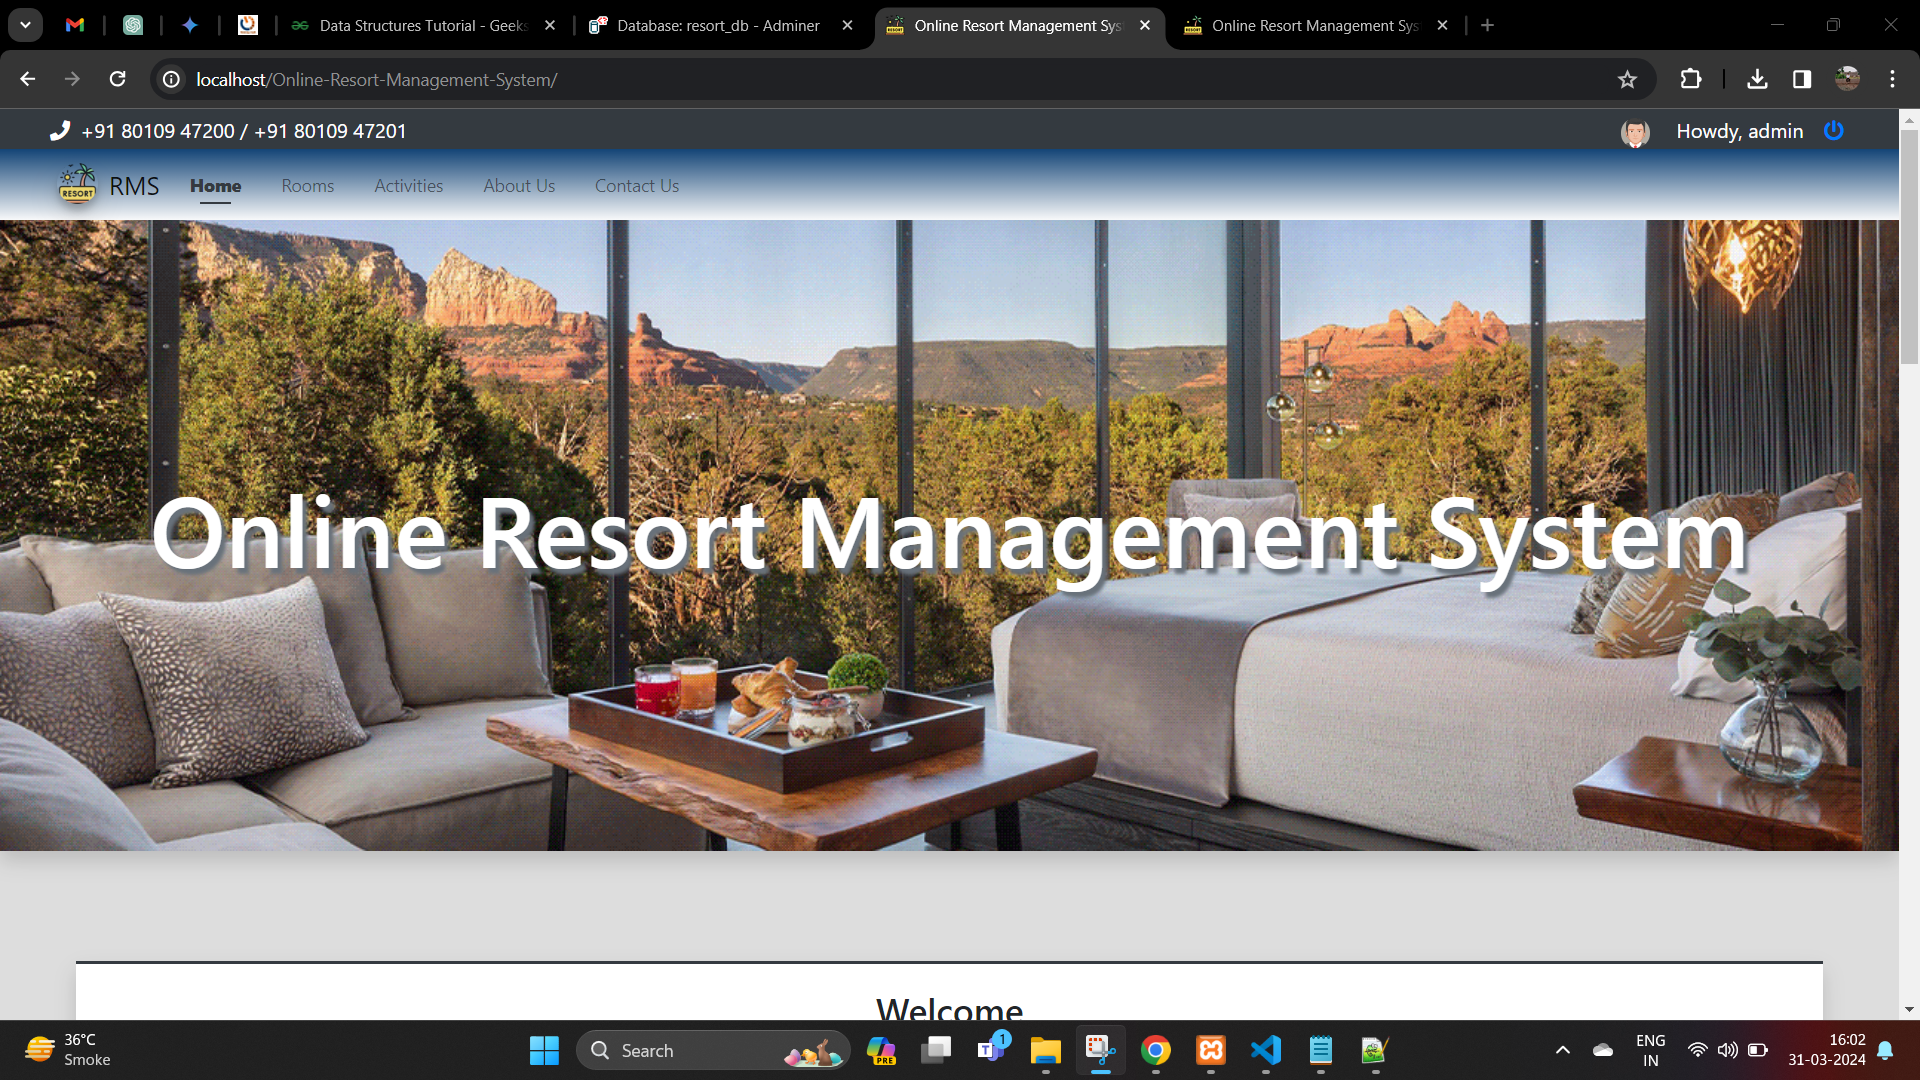 Data Structures Tutorial - Geeks
Database: resort_db - Adminer
Online Resort Management Sys
Online Resort Management Sys
localhost/Online-Resort-Management-System/
+91 80109 47200 / +91 80109 47201
Howdy, admin
RESORT
RMS
Home
Rooms
Activities
About Us
Contact Us
Online Resort Management System
Welcome
36°C
Smoke
Search
PRE
1
ENG
IN
16:02
31-03-2024